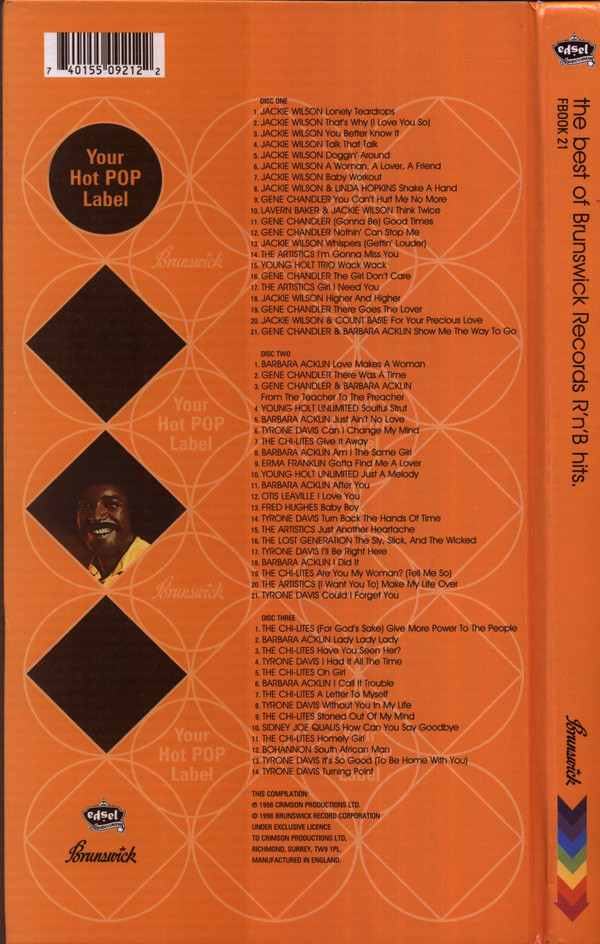 7 40155 09212 2
Your
Hot POP
Label
Brunswick
Your
Hot POP
Label
Brunswick
Your
Hot POP
Label
edsel
Brunswick
DISC ONE
1. JACKIE WILSON Lonely Teardrops
2. JACKIE WILSON That's Why (I Love You So)
3. JACKIE WILSON You Better Know It
4. JACKIE WILSON Talk That Talk
5. JACKIE WILSON Doggin' Around
6. JACKIE WILSON A Woman, A Lover, A Friend
7. JACKIE WILSON Baby Workout
8. JACKIE WILSON & LINDA HOPKINS Shake A Hand
9. GENE CHANDLER You Can't Hurt Me No More
10. LAVERN BAKER & JACKIE WILSON Think Twice
11. GENE CHANDLER (Gonna Be) Good Times
12. GENE CHANDLER Nothin' Can Stop Me
13. JACKIE WILSON Whispers (Gettin' Louder)
14. THE ARTISTICS I'm Gonna Miss You
15. YOUNG HOLT TRIO Wack Wack
16. GENE CHANDLER The Girl Don't Care
17. THE ARTISTICS Girl I Need You
18. JACKIE WILSON Higher And Higher
19. GENE CHANDLER There Goes The Lover
20. JACKIE WILSON & COUNT BASIE For Your Precious Love
21. GENE CHANDLER & BARBARA ACKLIN Show Me The Way To Go
DISC TWO
1. BARBARA ACKLIN Love Makes A Woman
2. GENE CHANDLER There Was A Time
3. GENE CHANDLER & BARBARA ACKLIN
From The Teacher To The Preacher
4. YOUNG HOLT UNLIMITED Soulful Strut
5. BARBARA ACKLIN Just Ain't No Love
6. TYRONE DAVIS Can I Change My Mind
7. THE CHI-LITES Give It Away
8. BARBARA ACKLIN Am I The Same Girl
9. ERMA FRANKLIN Gotta Find Me A Lover
10. YOUNG HOLT UNLIMITED Just A Melody
11. BARBARA ACKLIN After You
12. OTIS LEAVILLE I Love You
13. FRED HUGHES Baby Boy
14. TYRONE DAVIS Turn Back The Hands Of Time
15. THE ARTISTICS Just Another Heartache
16. THE LOST GENERATION The Sly, Slick, And The Wicked
17. TYRONE DAVIS I'll Be Right Here
18. BARBARA ACKLIN I Did It
19. THE CHI-LITES Are You My Woman? (Tell Me So)
20. THE ARTISTICS (I Want You To) Make My Life Over
21. TYRONE DAVIS Could I Forget You
DISC THREE
1. THE CHI-LITES (For God's Sake) Give More Power To The People
2. BARBARA ACKLIN Lady Lady Lady
3. THE CHI-LITES Have You Seen Her?
4. TYRONE DAVIS I Had It All The Time
5. THE CHI-LITES Oh Girl
6. BARBARA ACKLIN I Call It Trouble
7. THE CHI-LITES A Letter To Myself
8. TYRONE DAVIS Without You In My Life
9. THE CHI-LITES Stoned Out Of My Mind
10. SIDNEY JOE QUALIS How Can You Say Goodbye
11. THE CHI-LITES Homely Girl
12. BOHANNON South African Man
13. TYRONE DAVIS It's So Good (To Be Home With You)
14. TYRONE DAVIS Turning Point
THIS COMPILATION:
℗ 1998 CRIMSON PRODUCTIONS LTD.
© 1998 BRUNSWICK RECORD CORPORATION
UNDER EXCLUSIVE LICENCE
TO CRIMSON PRODUCTIONS LTD,
RICHMOND, SURREY, TW9 1PL.
MANUFACTURED IN ENGLAND.
edsel
the best of Brunswick Records R'n'B hits.
FBOOK 21
Brunswick